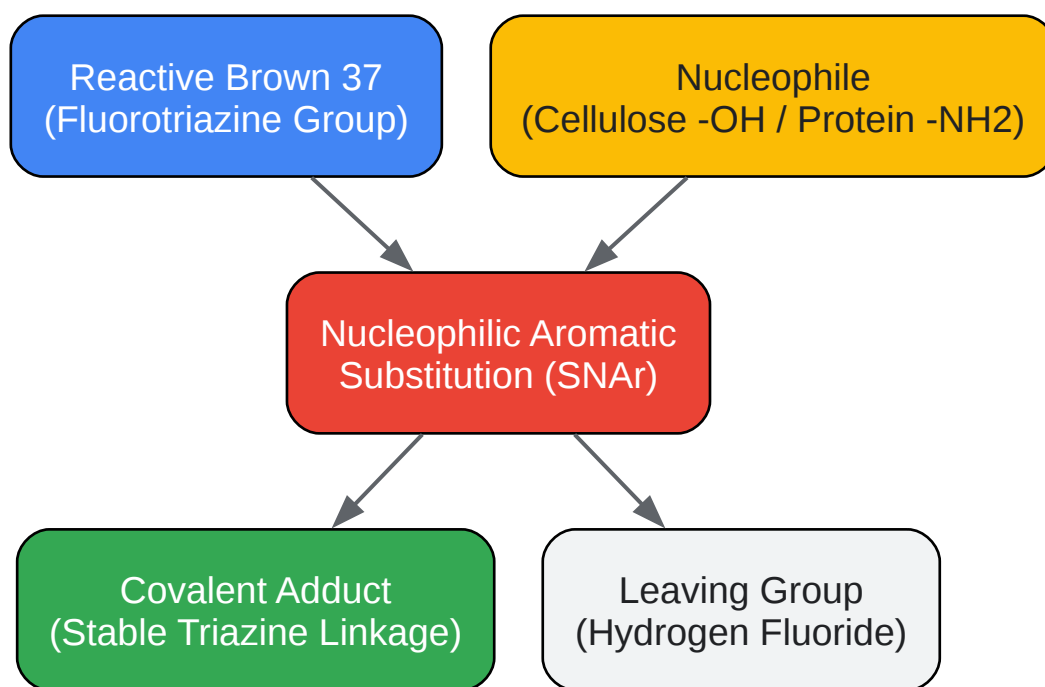 Reactive Brown 37
(Fluorotriazine Group)
Nucleophile
(Cellulose -OH / Protein -NH2)
Nucleophilic Aromatic
Substitution (SNAr)
Covalent Adduct
(Stable Triazine Linkage)
Leaving Group
(Hydrogen Fluoride)